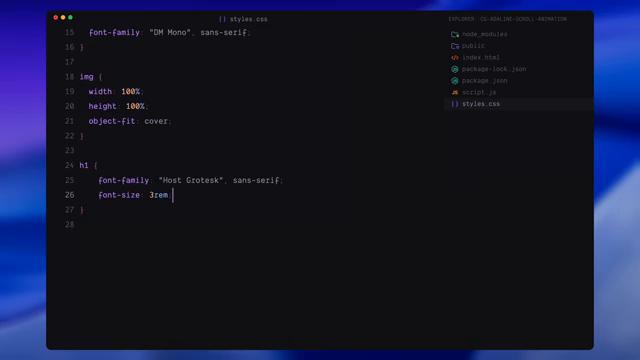 {} styles.css
EXPLORER: CG-ADALINE-SCROLL-ANIMATION
15 font-family: "DM Mono", sans-serif;
16 }
17
18 img {
19 width: 100%;
20 height: 100%;
21 object-fit: cover;
22 }
23
24 h1 {
25 font-family: "Host Grotesk", sans-serif;
26 font-size: 3rem;
27 }
28
node_modules
public
index.html
package-lock.json
package.json
script.js
{} styles.css